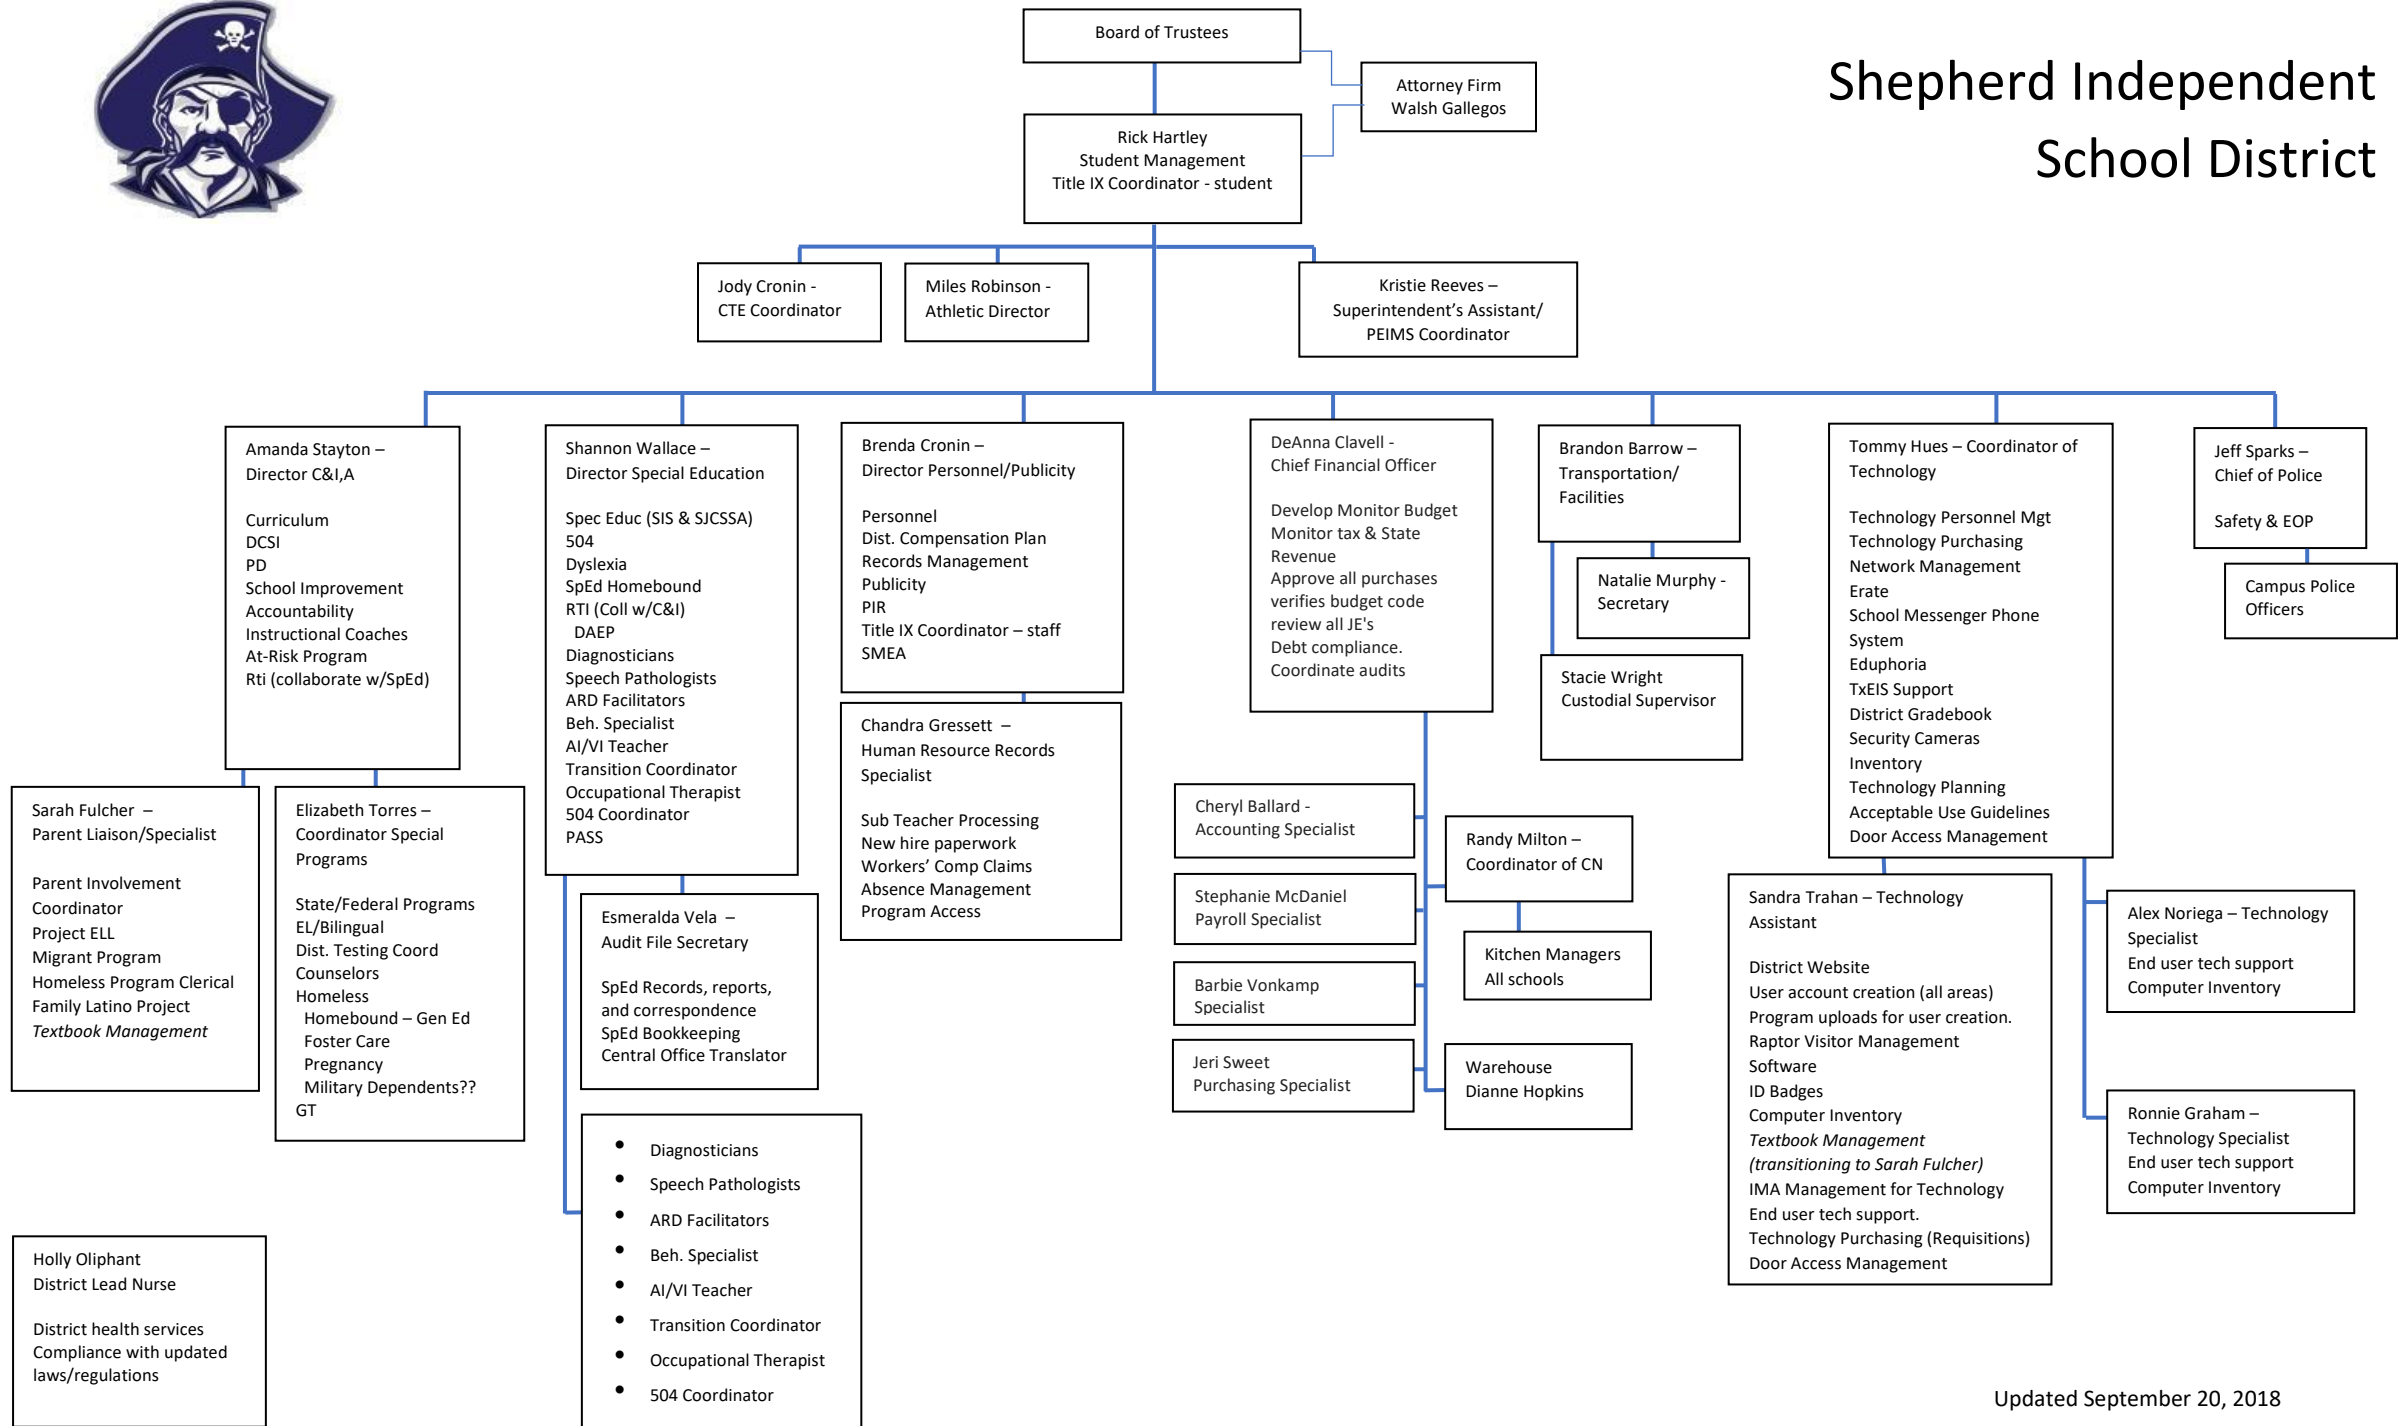 Shepherd Independent
School District
Board of Trustees
Attorney Firm
Walsh Gallegos
Rick Hartley
Student Management
Title IX Coordinator - student
Jody Cronin -
CTE Coordinator
Miles Robinson -
Athletic Director
Kristie Reeves –
Superintendent’s Assistant/
PEIMS Coordinator
Amanda Stayton –
Director C&I,A
Curriculum
DCSI
PD
School Improvement
Accountability
Instructional Coaches
At-Risk Program
Rti (collaborate w/SpEd)
Shannon Wallace –
Director Special Education
Spec Educ (SIS & SJCSSA)
504
Dyslexia
SpEd Homebound
RTI (Coll w/C&I)
DAEP
Diagnosticians
Speech Pathologists
ARD Facilitators
Beh. Specialist
AI/VI Teacher
Transition Coordinator
Occupational Therapist
504 Coordinator
PASS
Brenda Cronin –
Director Personnel/Publicity
Personnel
Dist. Compensation Plan
Records Management
Publicity
PIR
Title IX Coordinator – staff
SMEA
DeAnna Clavell -
Chief Financial Officer
Develop Monitor Budget
Monitor tax & State
Revenue
Approve all purchases
verifies budget code
review all JE's
Debt compliance.
Coordinate audits
Brandon Barrow –
Transportation/
Facilities
Tommy Hues – Coordinator of
Technology
Technology Personnel Mgt
Technology Purchasing
Network Management
Erate
School Messenger Phone
System
Eduphoria
TxEIS Support
District Gradebook
Security Cameras
Inventory
Technology Planning
Acceptable Use Guidelines
Door Access Management
Jeff Sparks –
Chief of Police
Safety & EOP
Campus Police
Officers
Natalie Murphy -
Secretary
Stacie Wright
Custodial Supervisor
Sarah Fulcher –
Parent Liaison/Specialist
Parent Involvement
Coordinator
Project ELL
Migrant Program
Homeless Program Clerical
Family Latino Project
Textbook Management
Elizabeth Torres –
Coordinator Special
Programs
State/Federal Programs
EL/Bilingual
Dist. Testing Coord
Counselors
Homeless
Homebound – Gen Ed
Foster Care
Pregnancy
Military Dependents??
GT
Esmeralda Vela –
Audit File Secretary
SpEd Records, reports,
and correspondence
SpEd Bookkeeping
Central Office Translator
• Diagnosticians
• Speech Pathologists
• ARD Facilitators
• Beh. Specialist
• AI/VI Teacher
• Transition Coordinator
• Occupational Therapist
• 504 Coordinator
Chandra Gressett –
Human Resource Records
Specialist
Sub Teacher Processing
New hire paperwork
Workers’ Comp Claims
Absence Management
Program Access
Cheryl Ballard -
Accounting Specialist
Stephanie McDaniel
Payroll Specialist
Barbie Vonkamp
Specialist
Jeri Sweet
Purchasing Specialist
Randy Milton –
Coordinator of CN
Kitchen Managers
All schools
Warehouse
Dianne Hopkins
Sandra Trahan – Technology
Assistant
District Website
User account creation (all areas)
Program uploads for user creation.
Raptor Visitor Management
Software
ID Badges
Computer Inventory
Textbook Management
(transitioning to Sarah Fulcher)
IMA Management for Technology
End user tech support.
Technology Purchasing (Requisitions)
Door Access Management
Alex Noriega – Technology
Specialist
End user tech support
Computer Inventory
Ronnie Graham –
Technology Specialist
End user tech support
Computer Inventory
Holly Oliphant
District Lead Nurse
District health services
Compliance with updated
laws/regulations
Updated September 20, 2018